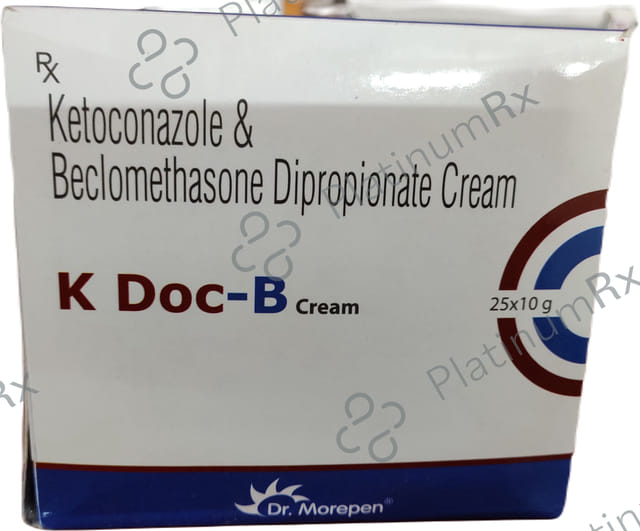 Rx
Ketoconazole &
Beclomethasone Dipropionate Cream
K Doc-B Cream
25x10 g
Dr. Morepen®
PlatinumRx
PlatinumRx